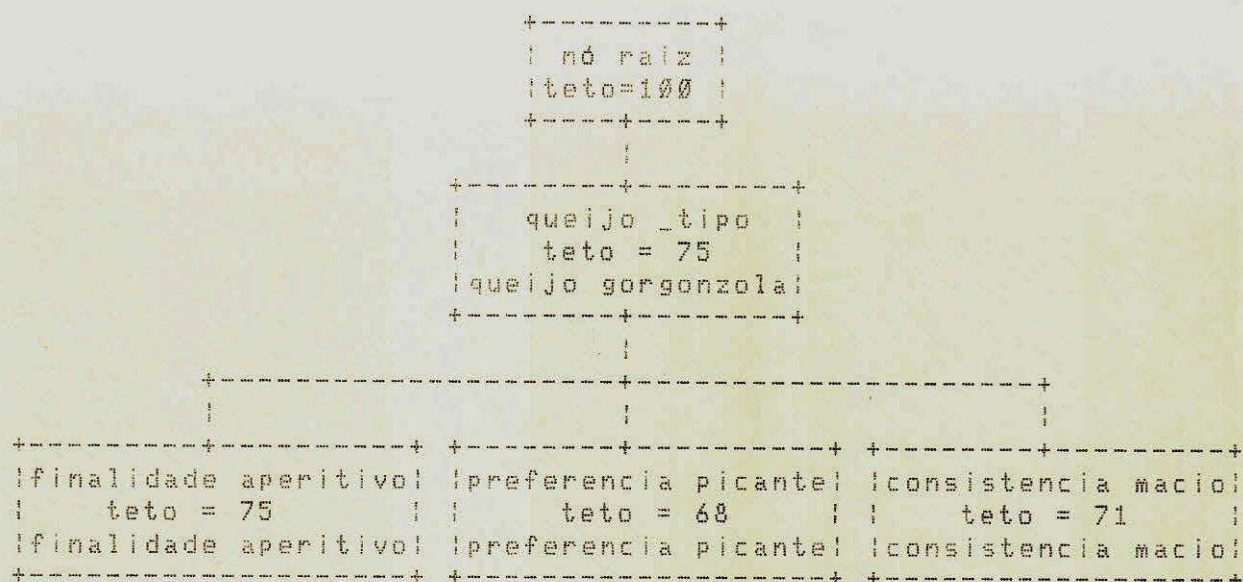 nó raiz
teto=100
queijo _tipo
teto = 75
queijo gorgonzola
finalidade aperitivo preferencia picante consistencia macio
teto = 75 teto = 68 teto = 71
finalidade aperitivo preferencia picante consistencia macio